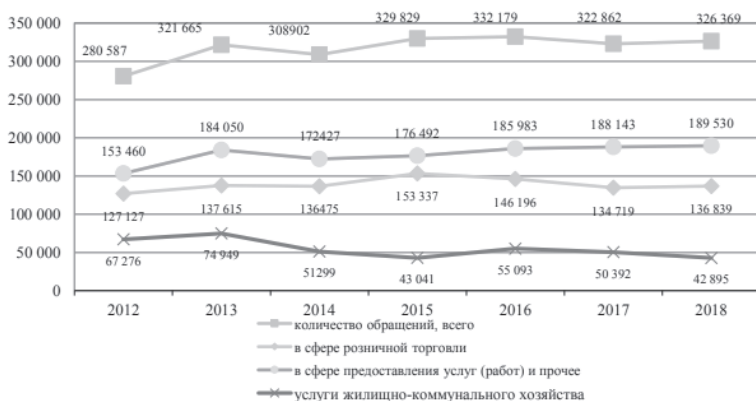 350 000
300 000
250 000
200 000
150 000
100 000
50 000
0
280 587 321 665 308902 329 829 332 179 322 862 326 369
153 460 184 050 172427 176 492 185 983 188 143 189 530
127 127 137 615 136475 153 337 146 196 134 719 136 839
67 276 74 949 51299 43 041 55 093 50 392 42 895
2012 2013 2014 2015 2016 2017 2018
количество обращений, всего
в сфере розничной торговли
в сфере предоставления услуг (работ) и прочее
услуги жилищно-коммунального хозяйства